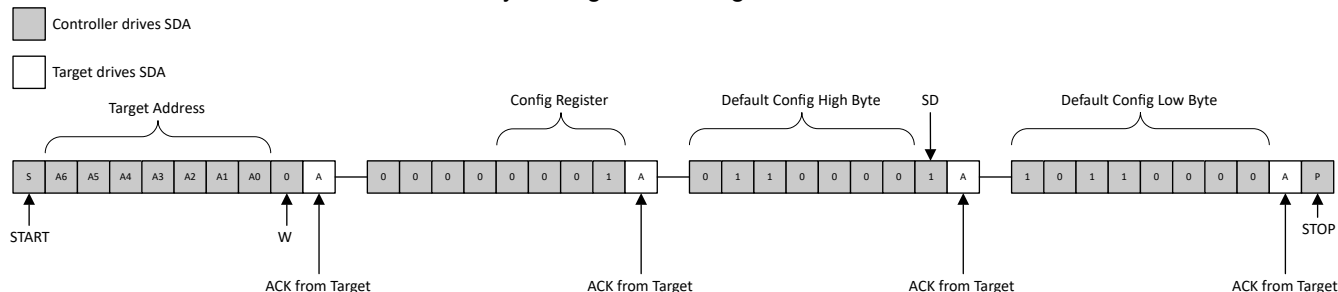 Controller drives SDA
Target drives SDA
Target Address Config Register Default Config High Byte SD Default Config Low Byte
S A6 A5 A4 A3 A2 A1 A0 0 A 0 0 0 0 0 0 0 1 A 0 1 1 0 0 0 0 1 A 1 0 1 1 0 0 0 0 A P
START W STOP
ACK from Target ACK from Target ACK from Target ACK from Target